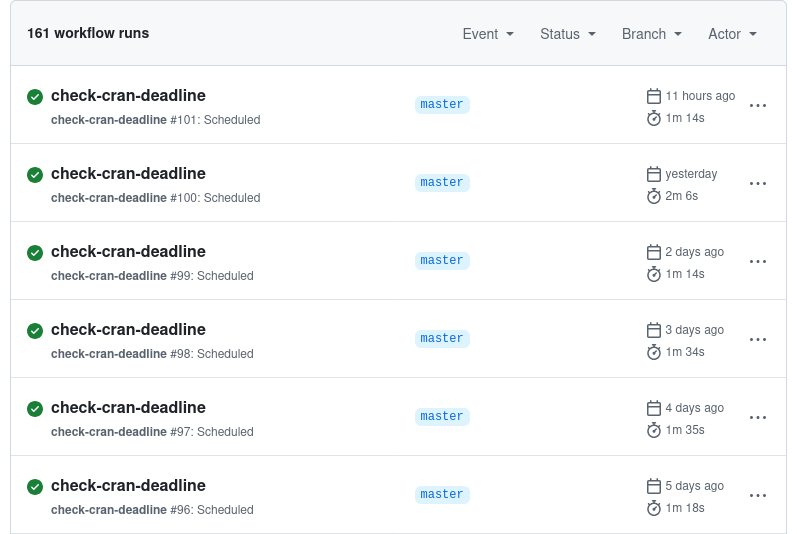 161 workflow runs
Event Status Branch Actor
check-cran-deadline
master
11 hours ago
check-cran-deadline #101: Scheduled
1m 14s
check-cran-deadline
master
yesterday
check-cran-deadline #100: Scheduled
2m 6s
check-cran-deadline
master
2 days ago
check-cran-deadline #99: Scheduled
1m 14s
check-cran-deadline
master
3 days ago
check-cran-deadline #98: Scheduled
1m 34s
check-cran-deadline
master
4 days ago
check-cran-deadline #97: Scheduled
1m 35s
check-cran-deadline
master
5 days ago
check-cran-deadline #96: Scheduled
1m 18s